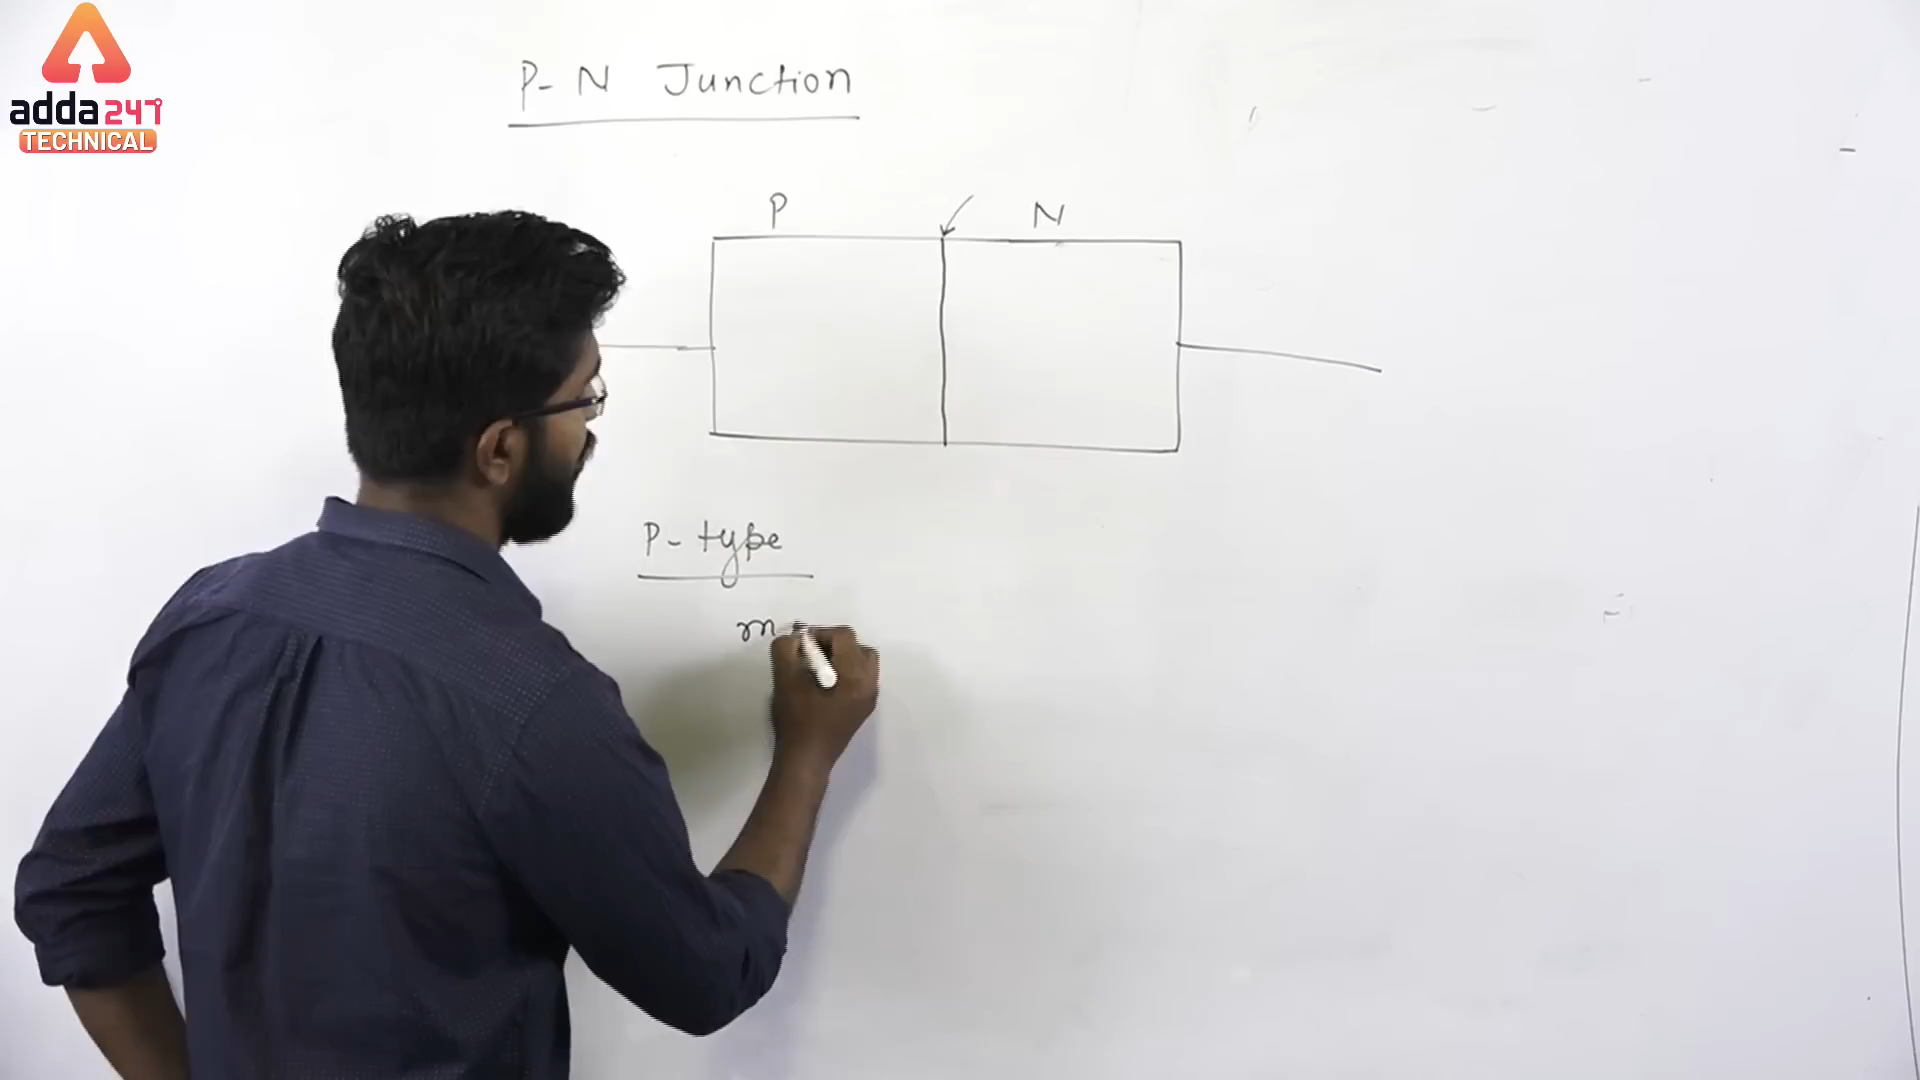 adda247
TECHNICAL
P-N Junction
P N
P-type
m